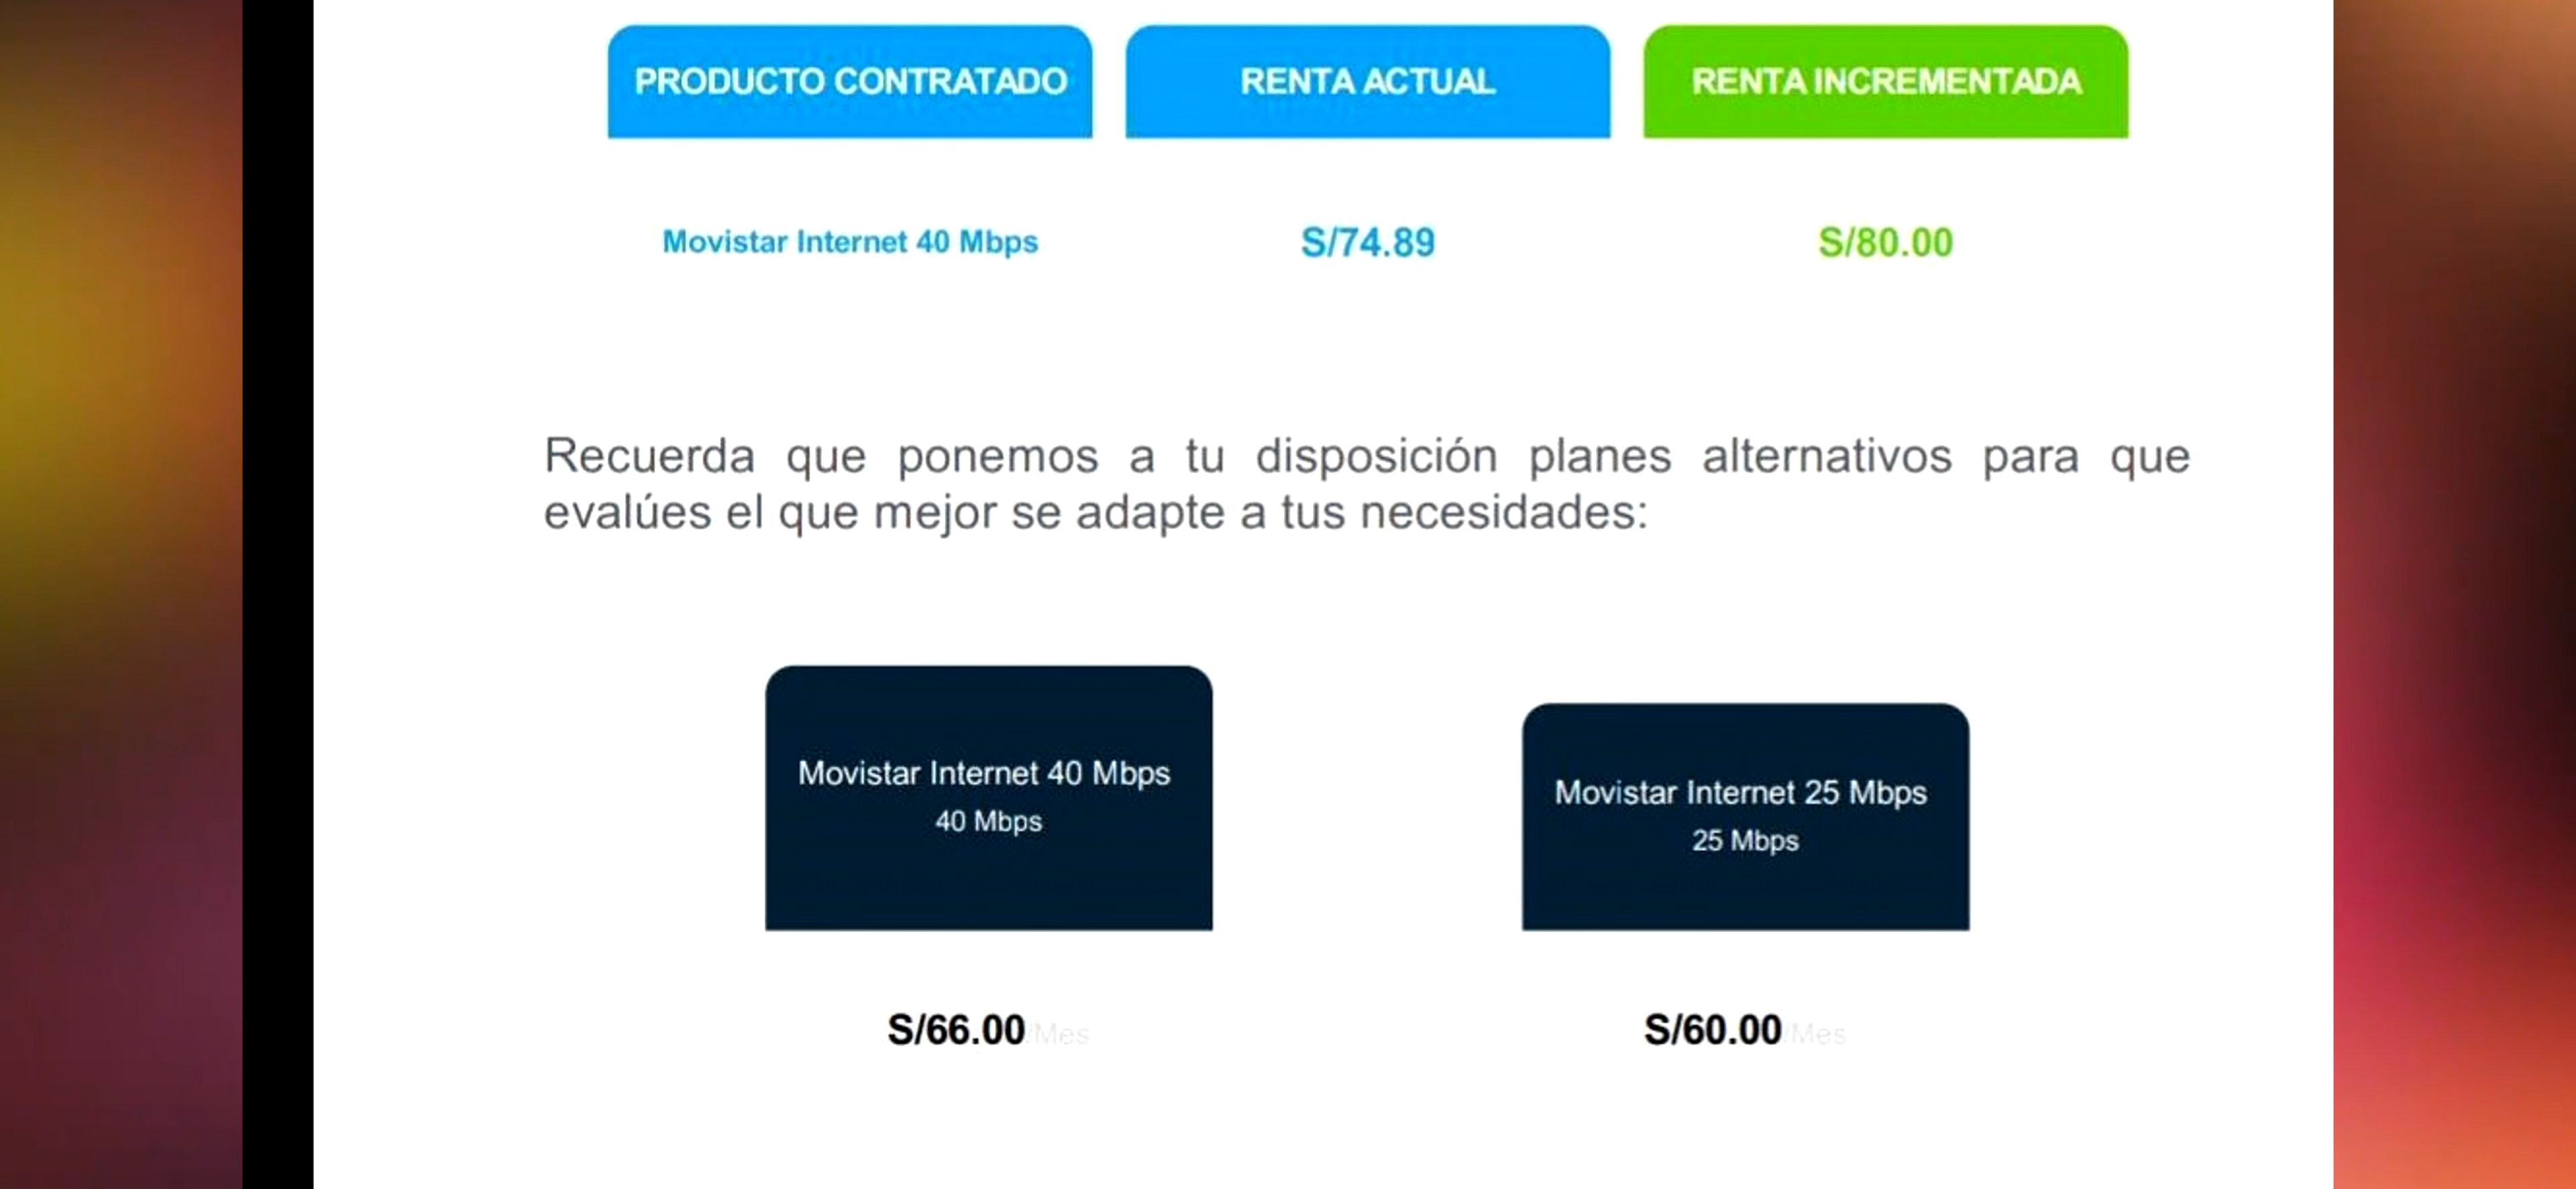 PRODUCTO CONTRATADO
RENTA ACTUAL
RENTA INCREMENTADA
Movistar Internet 40 Mbps
S/74.89
S/80.00
Recuerda que ponemos a tu disposición planes alternativos para que
evalúes el que mejor se adapte a tus necesidades:
Movistar Internet 40 Mbps
40 Mbps
Movistar Internet 25 Mbps
25 Mbps
S/66.00/Mes
S/60.00/Mes